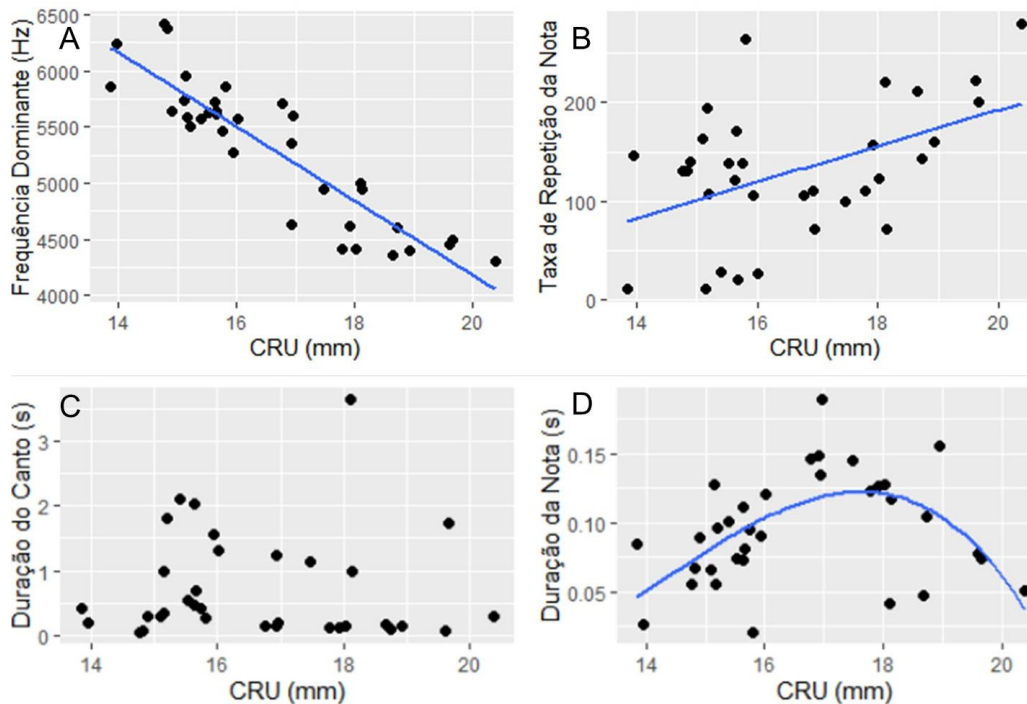 A
Frequência Dominante (Hz)
6500
6000
5500
5000
4500
4000
14 16 18 20
CRU (mm)
B
Taxa de Repetição da Nota
200
100
0
14 16 18 20
CRU (mm)
C
Duração do Canto (s)
3
2
1
0
14 16 18 20
CRU (mm)
D
Duração da Nota (s)
0.15
0.10
0.05
14 16 18 20
CRU (mm)